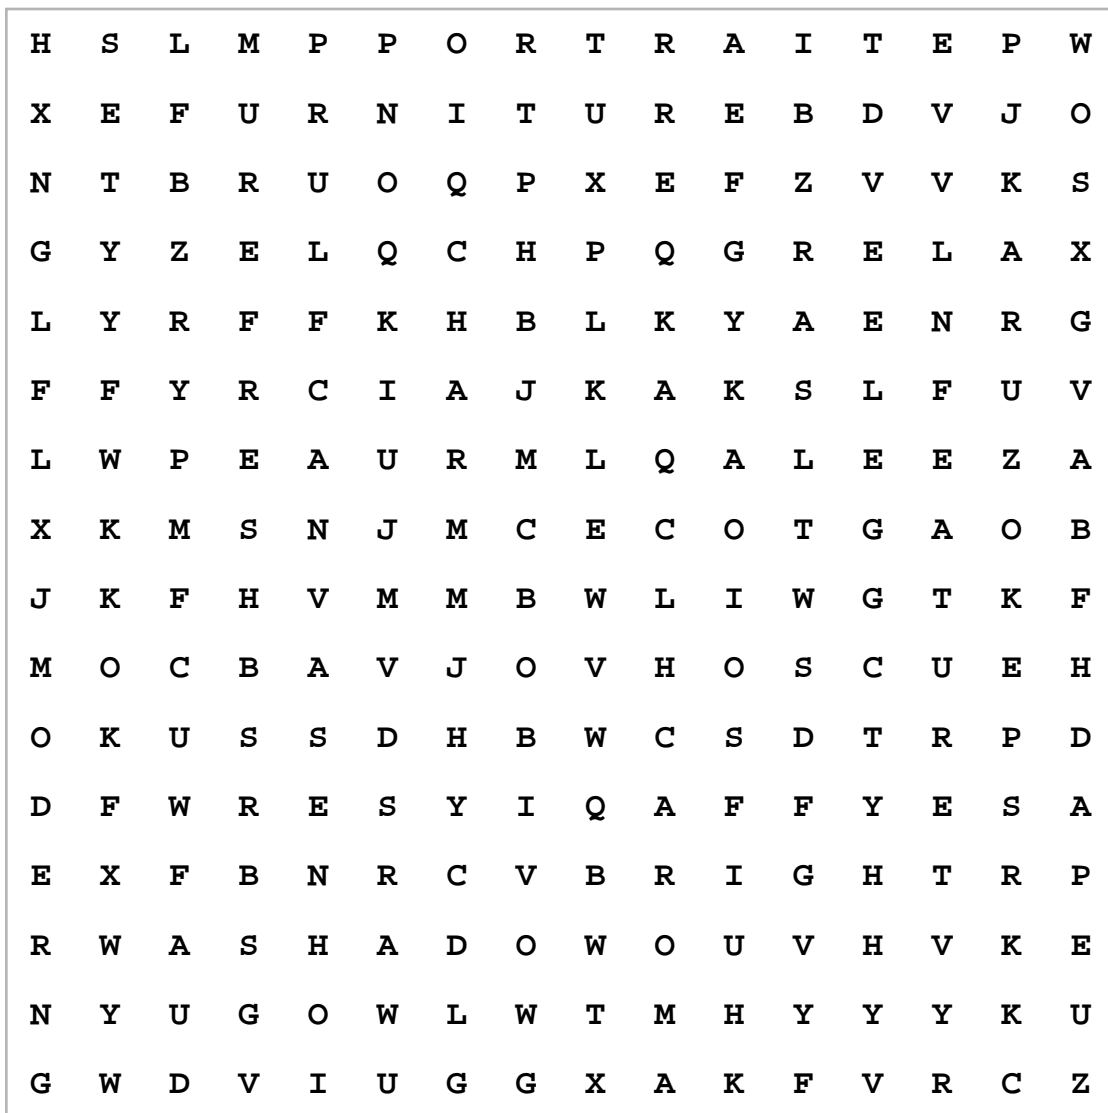 H S L M P P O R T R A I T E P W
X E F U R N I T U R E B D V J O
N T B R U O Q P X E F Z V V K S
G Y Z E L Q C H P Q G R E L A X
L Y R F F K H B L K Y A E N R G
F F Y R C I A J K A K S L F U V
L W P E A U R M L Q A L E E Z A
X K M S N J M C E C O T G A O B
J K F H V M M B W L I W G T K F
M O C B A V J O V H O S C U E H
O K U S S D H B W C S D T R P D
D F W R E S Y I Q A F F Y E S A
E X F B N R C V B R I G H T R P
R W A S H A D O W O U V H V K E
N Y U G O W L W T M H Y Y Y K U
G W D V I U G G X A K F V R C Z